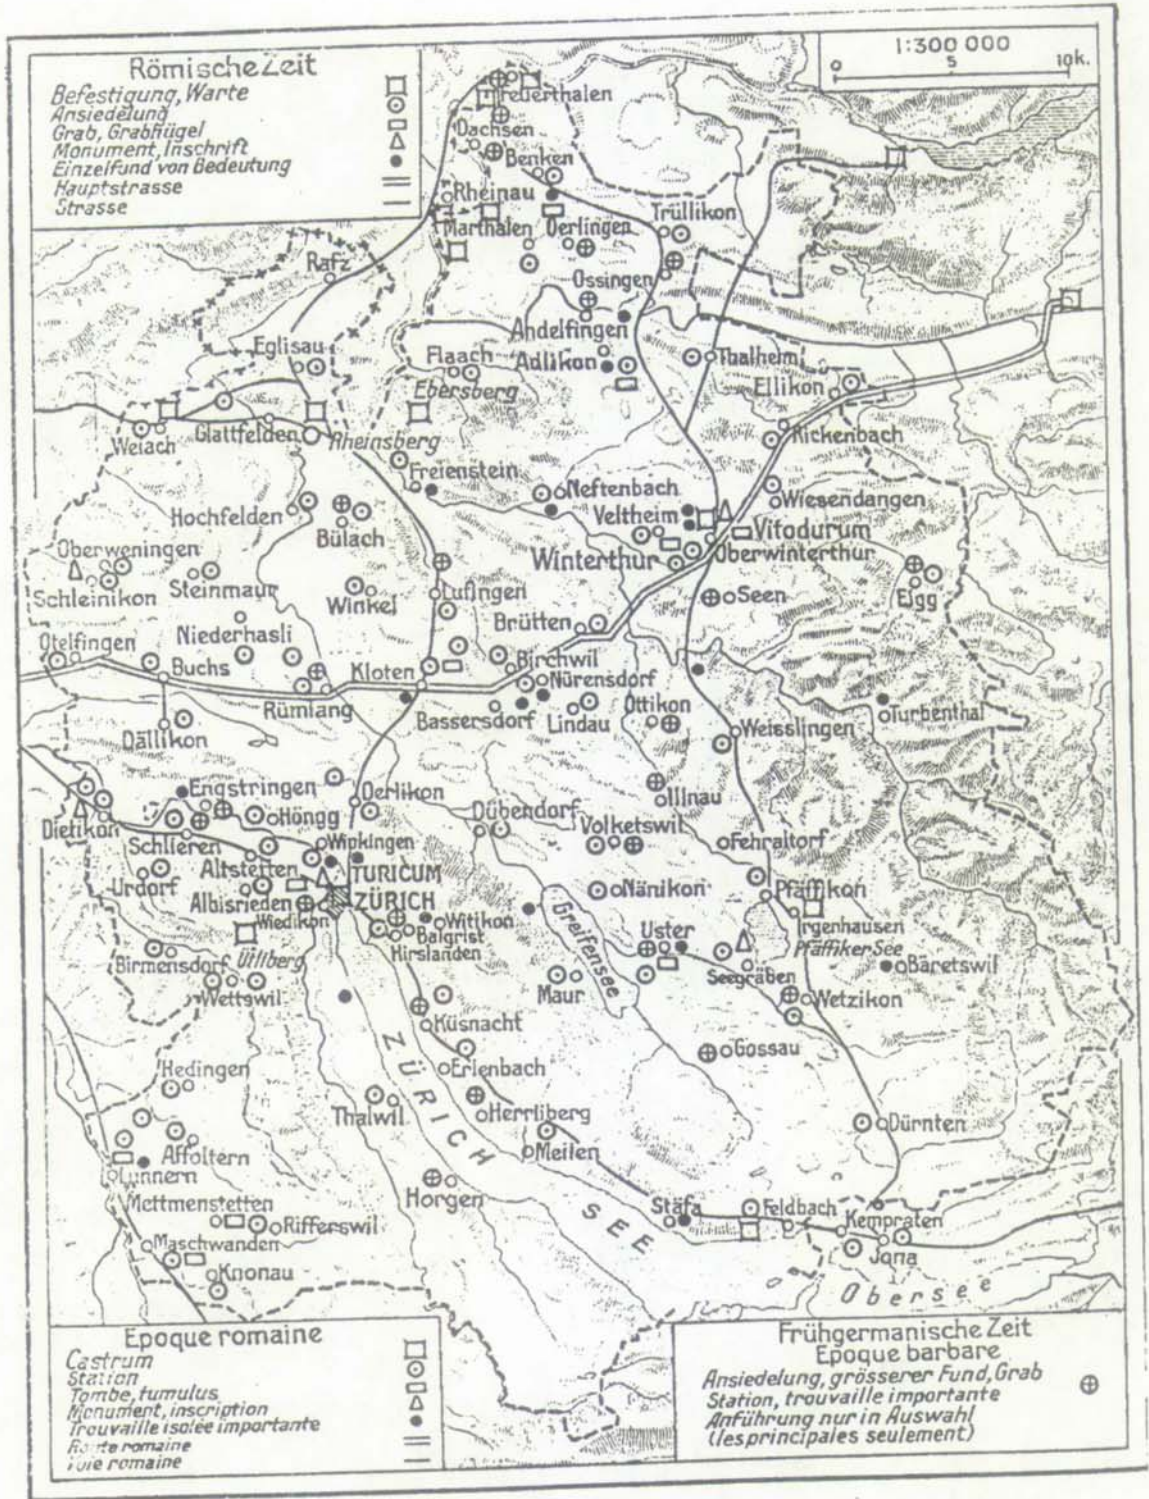 Römische Zeit
Befestigung, Warte
Ansiedelung
Grab, Grabhügel
Monument, Inschrift
Einzelfund von Bedeutung
Hauptstrasse
Strasse
1:300 000
0 5 10k.
Feuerthalen
Dachsen
Benken
Rheinau
Marthalen
Oerlingen
Trüllikon
Rafz
Ossingen
Andelfingen
Eglisau
Flaach
Adlikon
Thalheim
Ebersberg
Ellikon
Weiach
Glattfelden
Rheinsberg
Rickenbach
Freienstein
Neftenbach
Wiesendangen
Hochfelden
Bülach
Veltheim
Vitodurum
Oberweningen
Winterthur
Oberwinterthur
Schleinikon
Steinmaur
Winkel
Lufingen
Seen
Elgg
Otelfingen
Niederhasli
Brütten
Buchs
Kloten
Birchwil
Nürensdorf
Rümlang
Bassersdorf
Lindau
Ottikon
Turbenthal
Dällikon
Weisslingen
Engstringen
Oerlikon
Illnau
Dietikon
Höngg
Dübendorf
Volketswil
Fehraltorf
Schlieren
Wipkingen
Urdorf
Altstetten
TURICUM
Albisrieden
ZÜRICH
Nänikon
Pfäffikon
Wiedikon
Witikon
Balgrist
Hirslanden
Greifensee
Uster
Irgenhausen
Pfäffiker See
Birmensdorf
Ütliberg
Wettswil
Maur
Seegräben
Bäretswil
Wetzikon
Küsnacht
Gossau
Hedingen
Erlenbach
Thalwil
Herrliberg
Dürnten
Affoltern
Meilen
Lunnern
Horgen
ZÜRICH SEE
Mettmenstetten
Stäfa
Feldbach
Kempraten
Rifferswil
Maschwanden
Jona
Knonau
Obersee
Epoque romaine
Castrum
Station
Tombe, tumulus
Monument, inscription
Trouvaille isolée importante
Route romaine
Voie romaine
Frühgermanische Zeit
Epoque barbare
Ansiedelung, grösserer Fund, Grab
Station, trouvaille importante
Anführung nur in Auswahl
(les principales seulement)